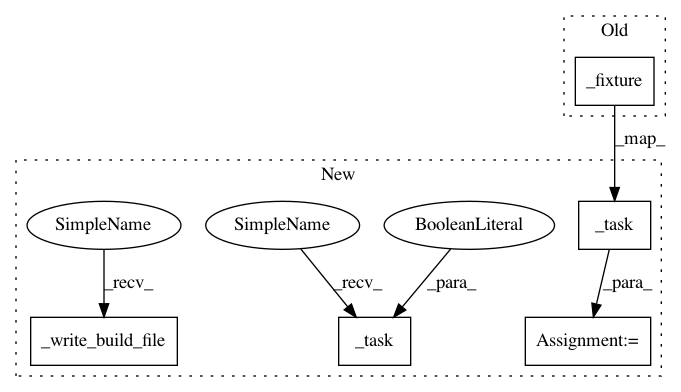 Old
_fixture
_map_
New
SimpleName
SimpleName
BooleanLiteral
_task
_recv_
_recv_
_para_
_para_
_write_build_file
_task
Assignment:=